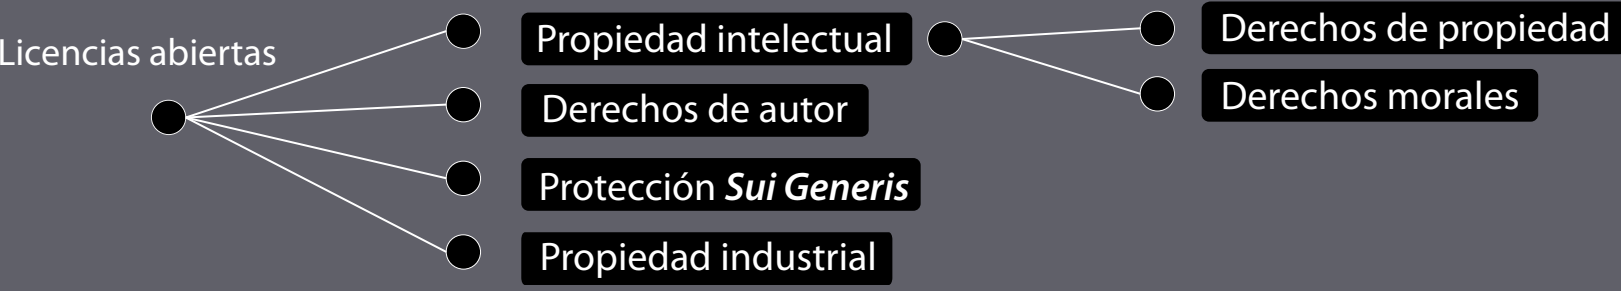 Licencias abiertas
Propiedad intelectual
Derechos de autor
Protección Sui Generis
Propiedad industrial
Derechos de propiedad
Derechos morales